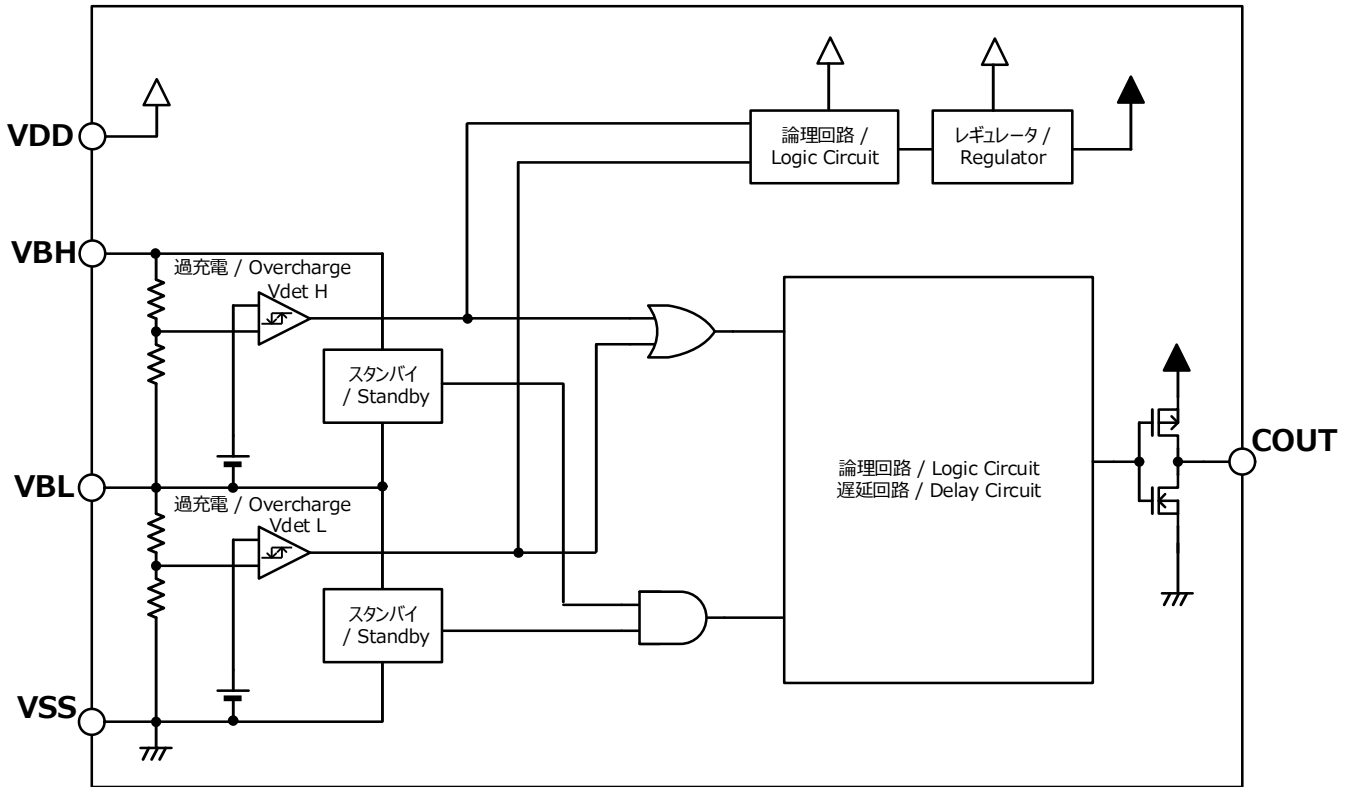 VDD
論理回路 /
Logic Circuit
レギュレータ /
Regulator
VBH
過充電 / Overcharge
Vdet H
スタンバイ
/ Standby
VBL
過充電 / Overcharge
Vdet L
スタンバイ
/ Standby
論理回路 / Logic Circuit
遅延回路 / Delay Circuit
COUT
VSS